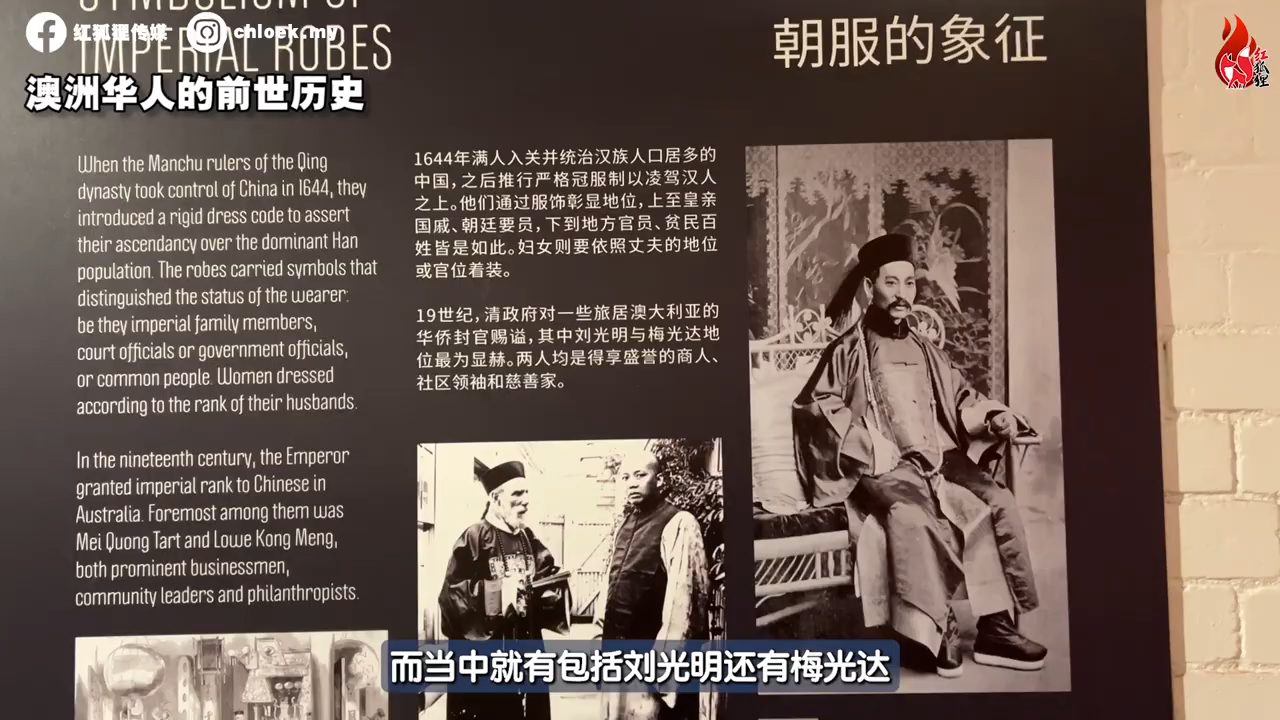 SYMBOLISM OF
IMPERIAL ROBES
红狐狸传媒
chloek.my
澳洲华人的前世历史
朝服的象征
红狐狸
When the Manchu rulers of the Qing
dynasty took control of China in 1644, they
introduced a rigid dress code to assert
their ascendancy over the dominant Han
population. The robes carried symbols that
distinguished the status of the wearer:
be they imperial family members,
court officials or government officials,
or common people. Women dressed
according to the rank of their husbands.
In the nineteenth century, the Emperor
granted imperial rank to Chinese in
Australia. Foremost among them was
Mei Quong Tart and Lowe Kong Meng,
both prominent businessmen,
community leaders and philanthropists.
1644年满人入关并统治汉族人口居多的
中国，之后推行严格冠服制以凌驾汉人
之上。他们通过服饰彰显地位，上至皇亲
国戚、朝廷要员，下到地方官员、贫民百
姓皆是如此。妇女则要依照丈夫的地位
或官位着装。
19世纪，清政府对一些旅居澳大利亚的
华侨封官赐谥，其中刘光明与梅光达地
位最为显赫。两人均是得享盛誉的商人、
社区领袖和慈善家。
而当中就有包括刘光明还有梅光达